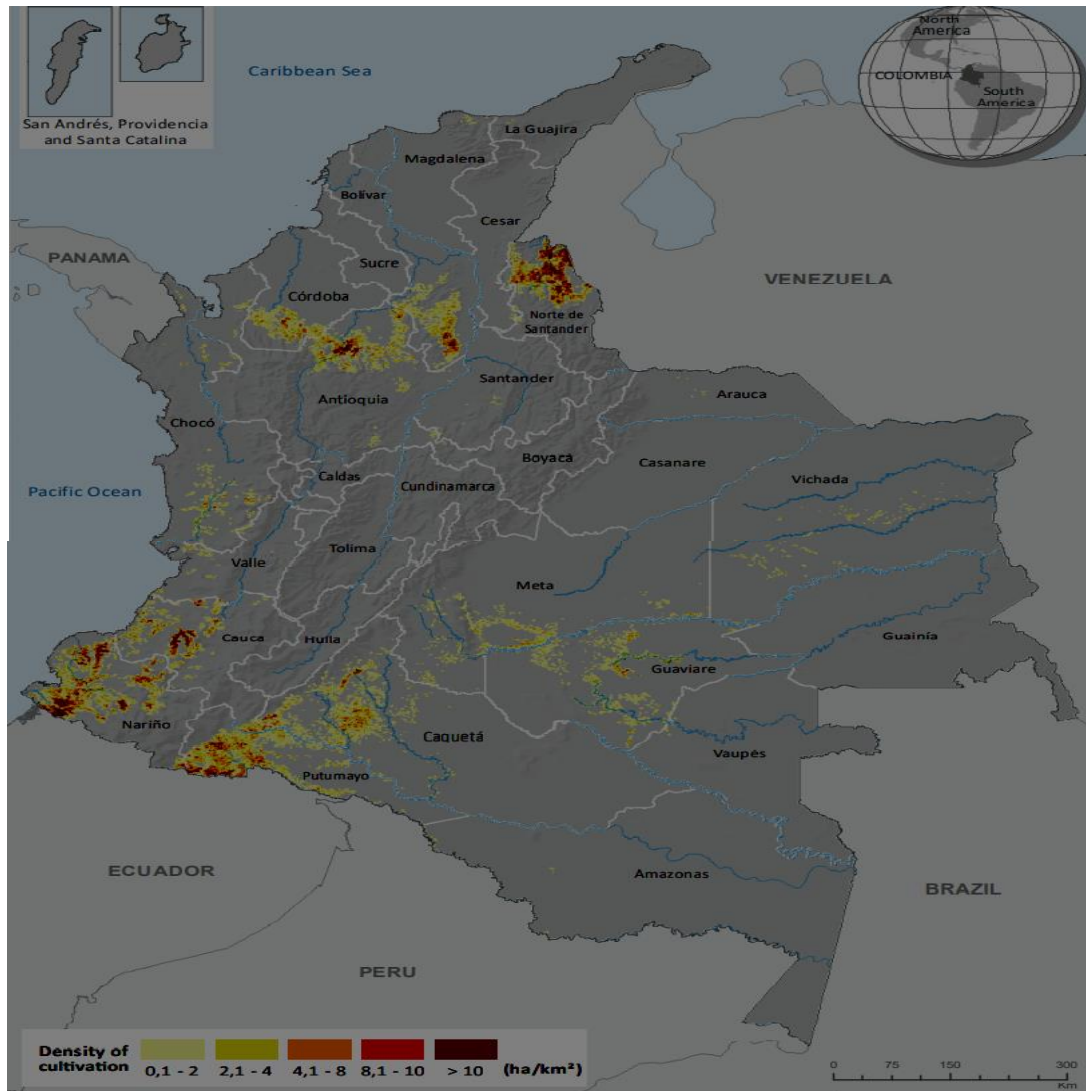 North
America
Caribbean Sea
COLOMBIA
South
America
San Andrés, Providencia
and Santa Catalina
La Guajira
Magdalena
Bolívar
Cesar
PANAMA
Sucre
VENEZUELA
Córdoba
Norte de
Santander
Santander
Arauca
Antioquia
Chocó
Boyacá
Casanare
Caldas
Cundinamarca
Vichada
Pacific Ocean
Tolima
Valle
Meta
Cauca
Huila
Guainía
Guaviare
Nariño
Caquetá
Vaupés
Putumayo
ECUADOR
Amazonas
BRAZIL
PERU
Density of
cultivation
0,1 - 2
2,1 - 4
4,1 - 8
8,1 - 10
> 10
(ha/km²)
0 75 150 300
Km